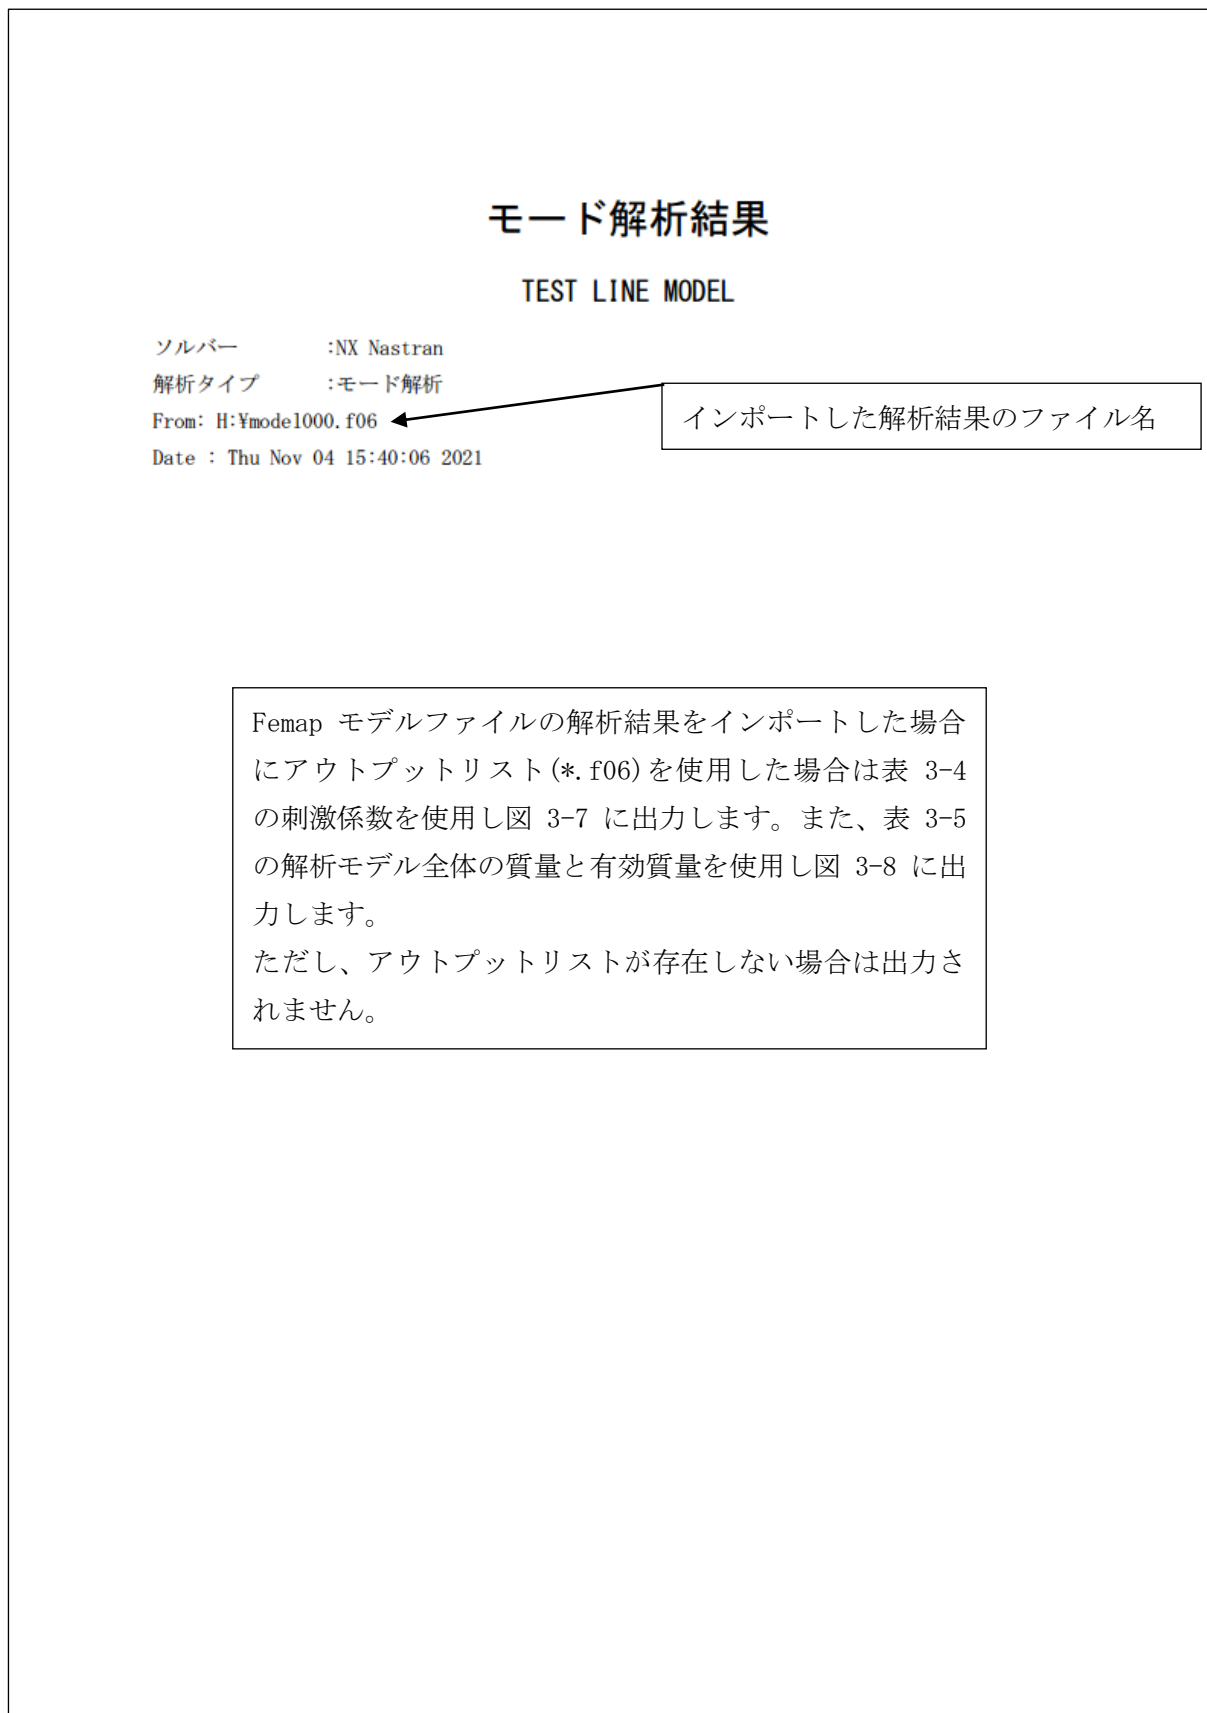 モード解析結果
TEST LINE MODEL
ソルバー :NX Nastran
解析タイプ :モード解析
From: H:¥model000.f06
インポートした解析結果のファイル名
Date : Thu Nov 04 15:40:06 2021
Femap モデルファイルの解析結果をインポートした場合
にアウトプットリスト(*.f06)を使用した場合は表 3-4
の刺激係数を使用し図 3-7 に出力します。また、表 3-5
の解析モデル全体の質量と有効質量を使用し図 3-8 に出
力します。
ただし、アウトプットリストが存在しない場合は出力さ
れません。